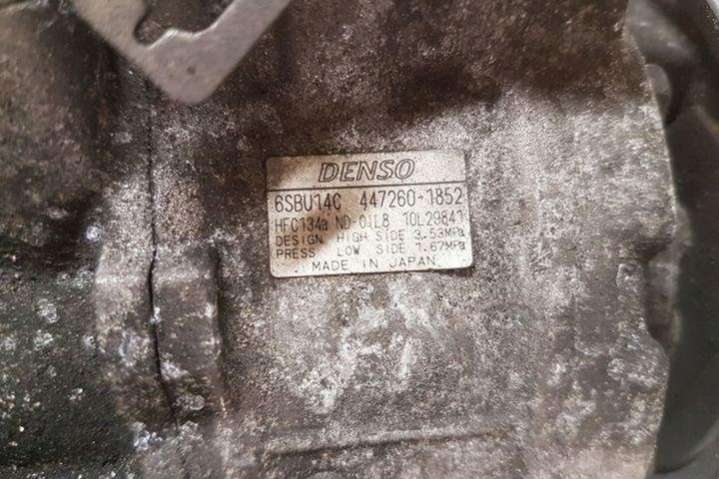 DENSO
6SBU14C 447260-1852
HFC134a ND-OIL8 10L29841
DESIGN HIGH SIDE 3.53MPa
PRESS LOW SIDE 1.67MPa
MADE IN JAPAN